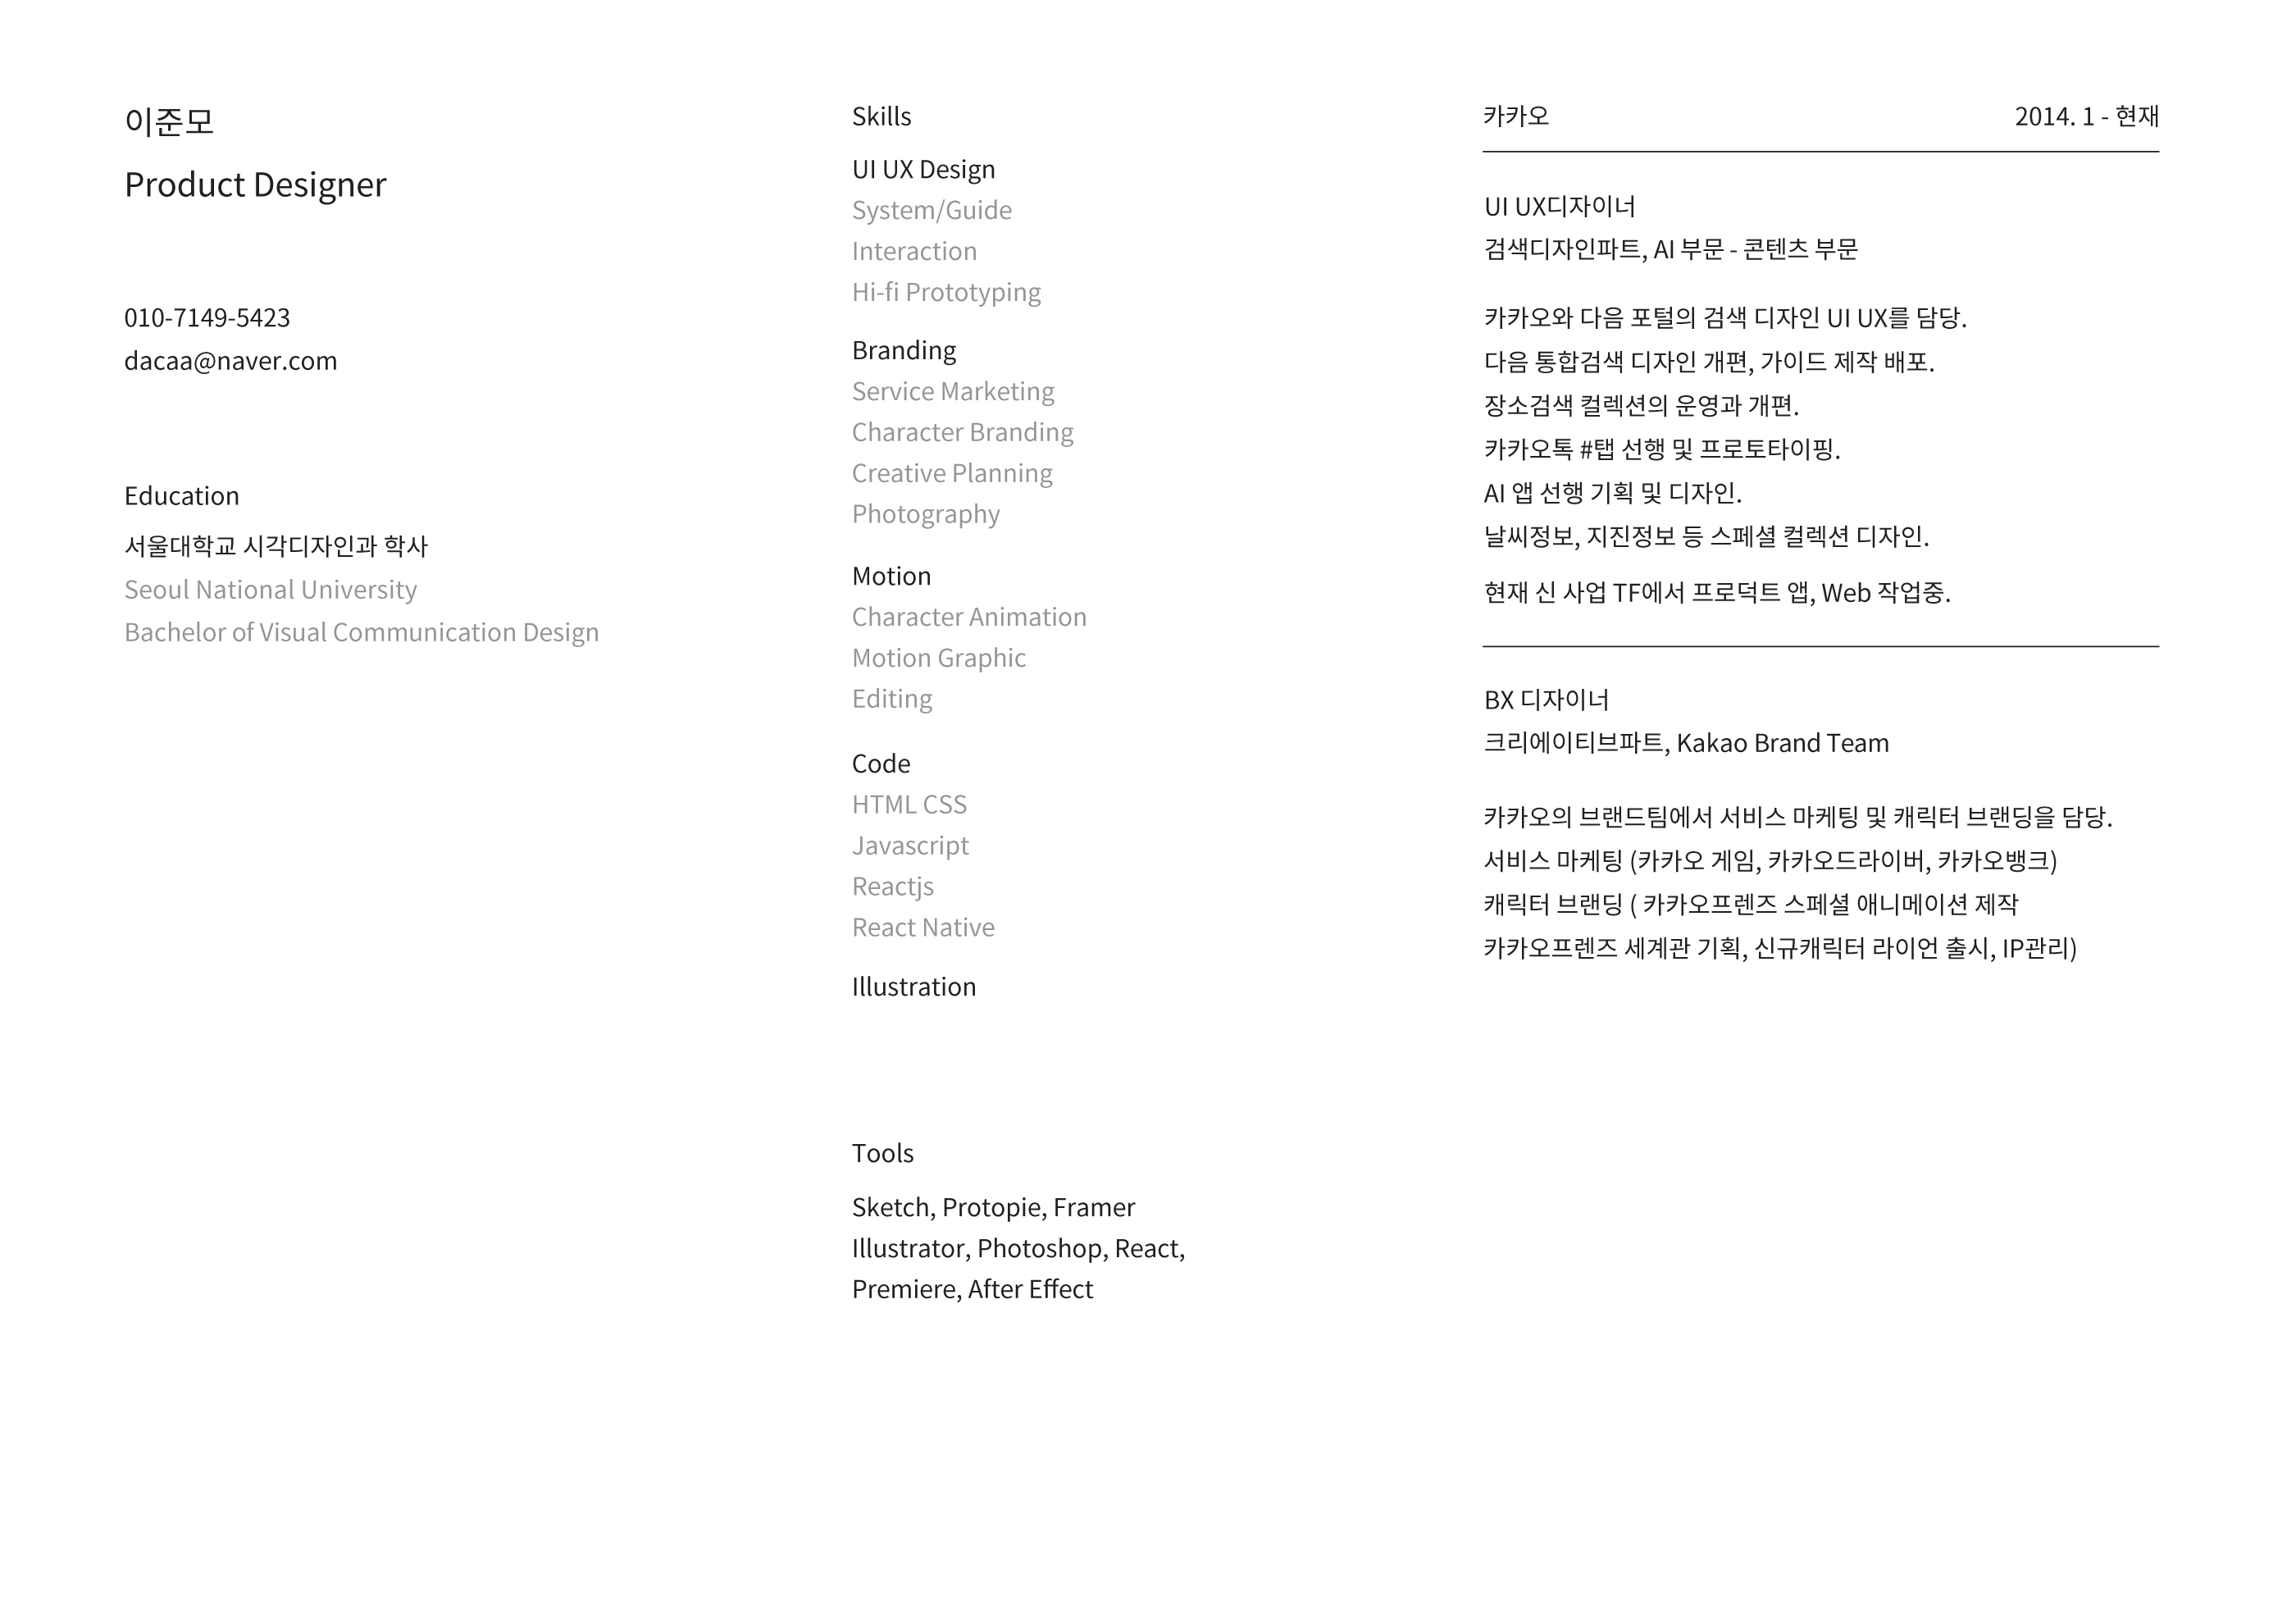 이준모
Product Designer
010-7149-5423
dacaa@naver.com
Education
서울대학교 시각디자인과 학사
Seoul National University
Bachelor of Visual Communication Design
Skills
UI UX Design
System/Guide
Interaction
Hi-fi Prototyping
Branding
Service Marketing
Character Branding
Creative Planning
Photography
Motion
Character Animation
Motion Graphic
Editing
Code
HTML CSS
Javascript
Reactjs
React Native
Illustration
Tools
Sketch, Protopie, Framer
Illustrator, Photoshop, React,
Premiere, After Effect
카카오 2014. 1 - 현재
UI UX디자이너
검색디자인파트, AI 부문 - 콘텐츠 부문
카카오와 다음 포털의 검색 디자인 UI UX를 담당.
다음 통합검색 디자인 개편, 가이드 제작 배포.
장소검색 컬렉션의 운영과 개편.
카카오톡 #탭 선행 및 프로토타이핑.
AI 앱 선행 기획 및 디자인.
날씨정보, 지진정보 등 스페셜 컬렉션 디자인.
현재 신 사업 TF에서 프로덕트 앱, Web 작업중.
BX 디자이너
크리에이티브파트, Kakao Brand Team
카카오의 브랜드팀에서 서비스 마케팅 및 캐릭터 브랜딩을 담당.
서비스 마케팅 (카카오 게임, 카카오드라이버, 카카오뱅크)
캐릭터 브랜딩 ( 카카오프렌즈 스페셜 애니메이션 제작
카카오프렌즈 세계관 기획, 신규캐릭터 라이언 출시, IP관리)